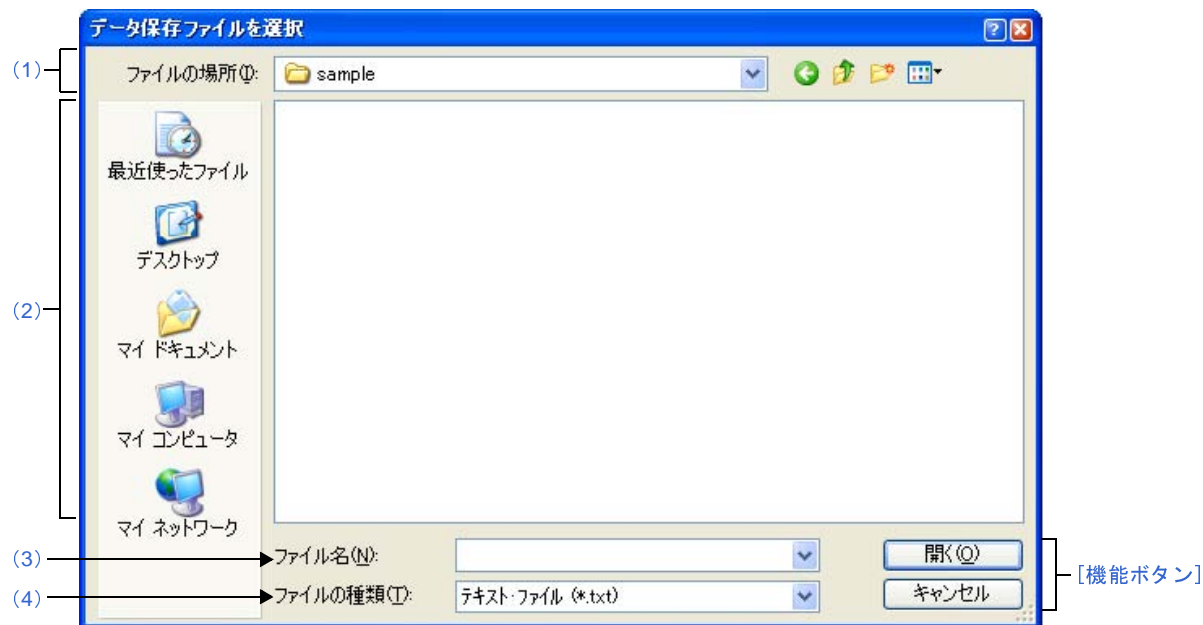 データ保存ファイルを選択
(1)
ファイルの場所(I):
sample
(2)
最近使ったファイル
デスクトップ
マイ ドキュメント
マイ コンピュータ
マイ ネットワーク
(3)
ファイル名(N):
開く(O)
[機能ボタン]
(4)
ファイルの種類(T):
テキスト・ファイル (*.txt)
キャンセル